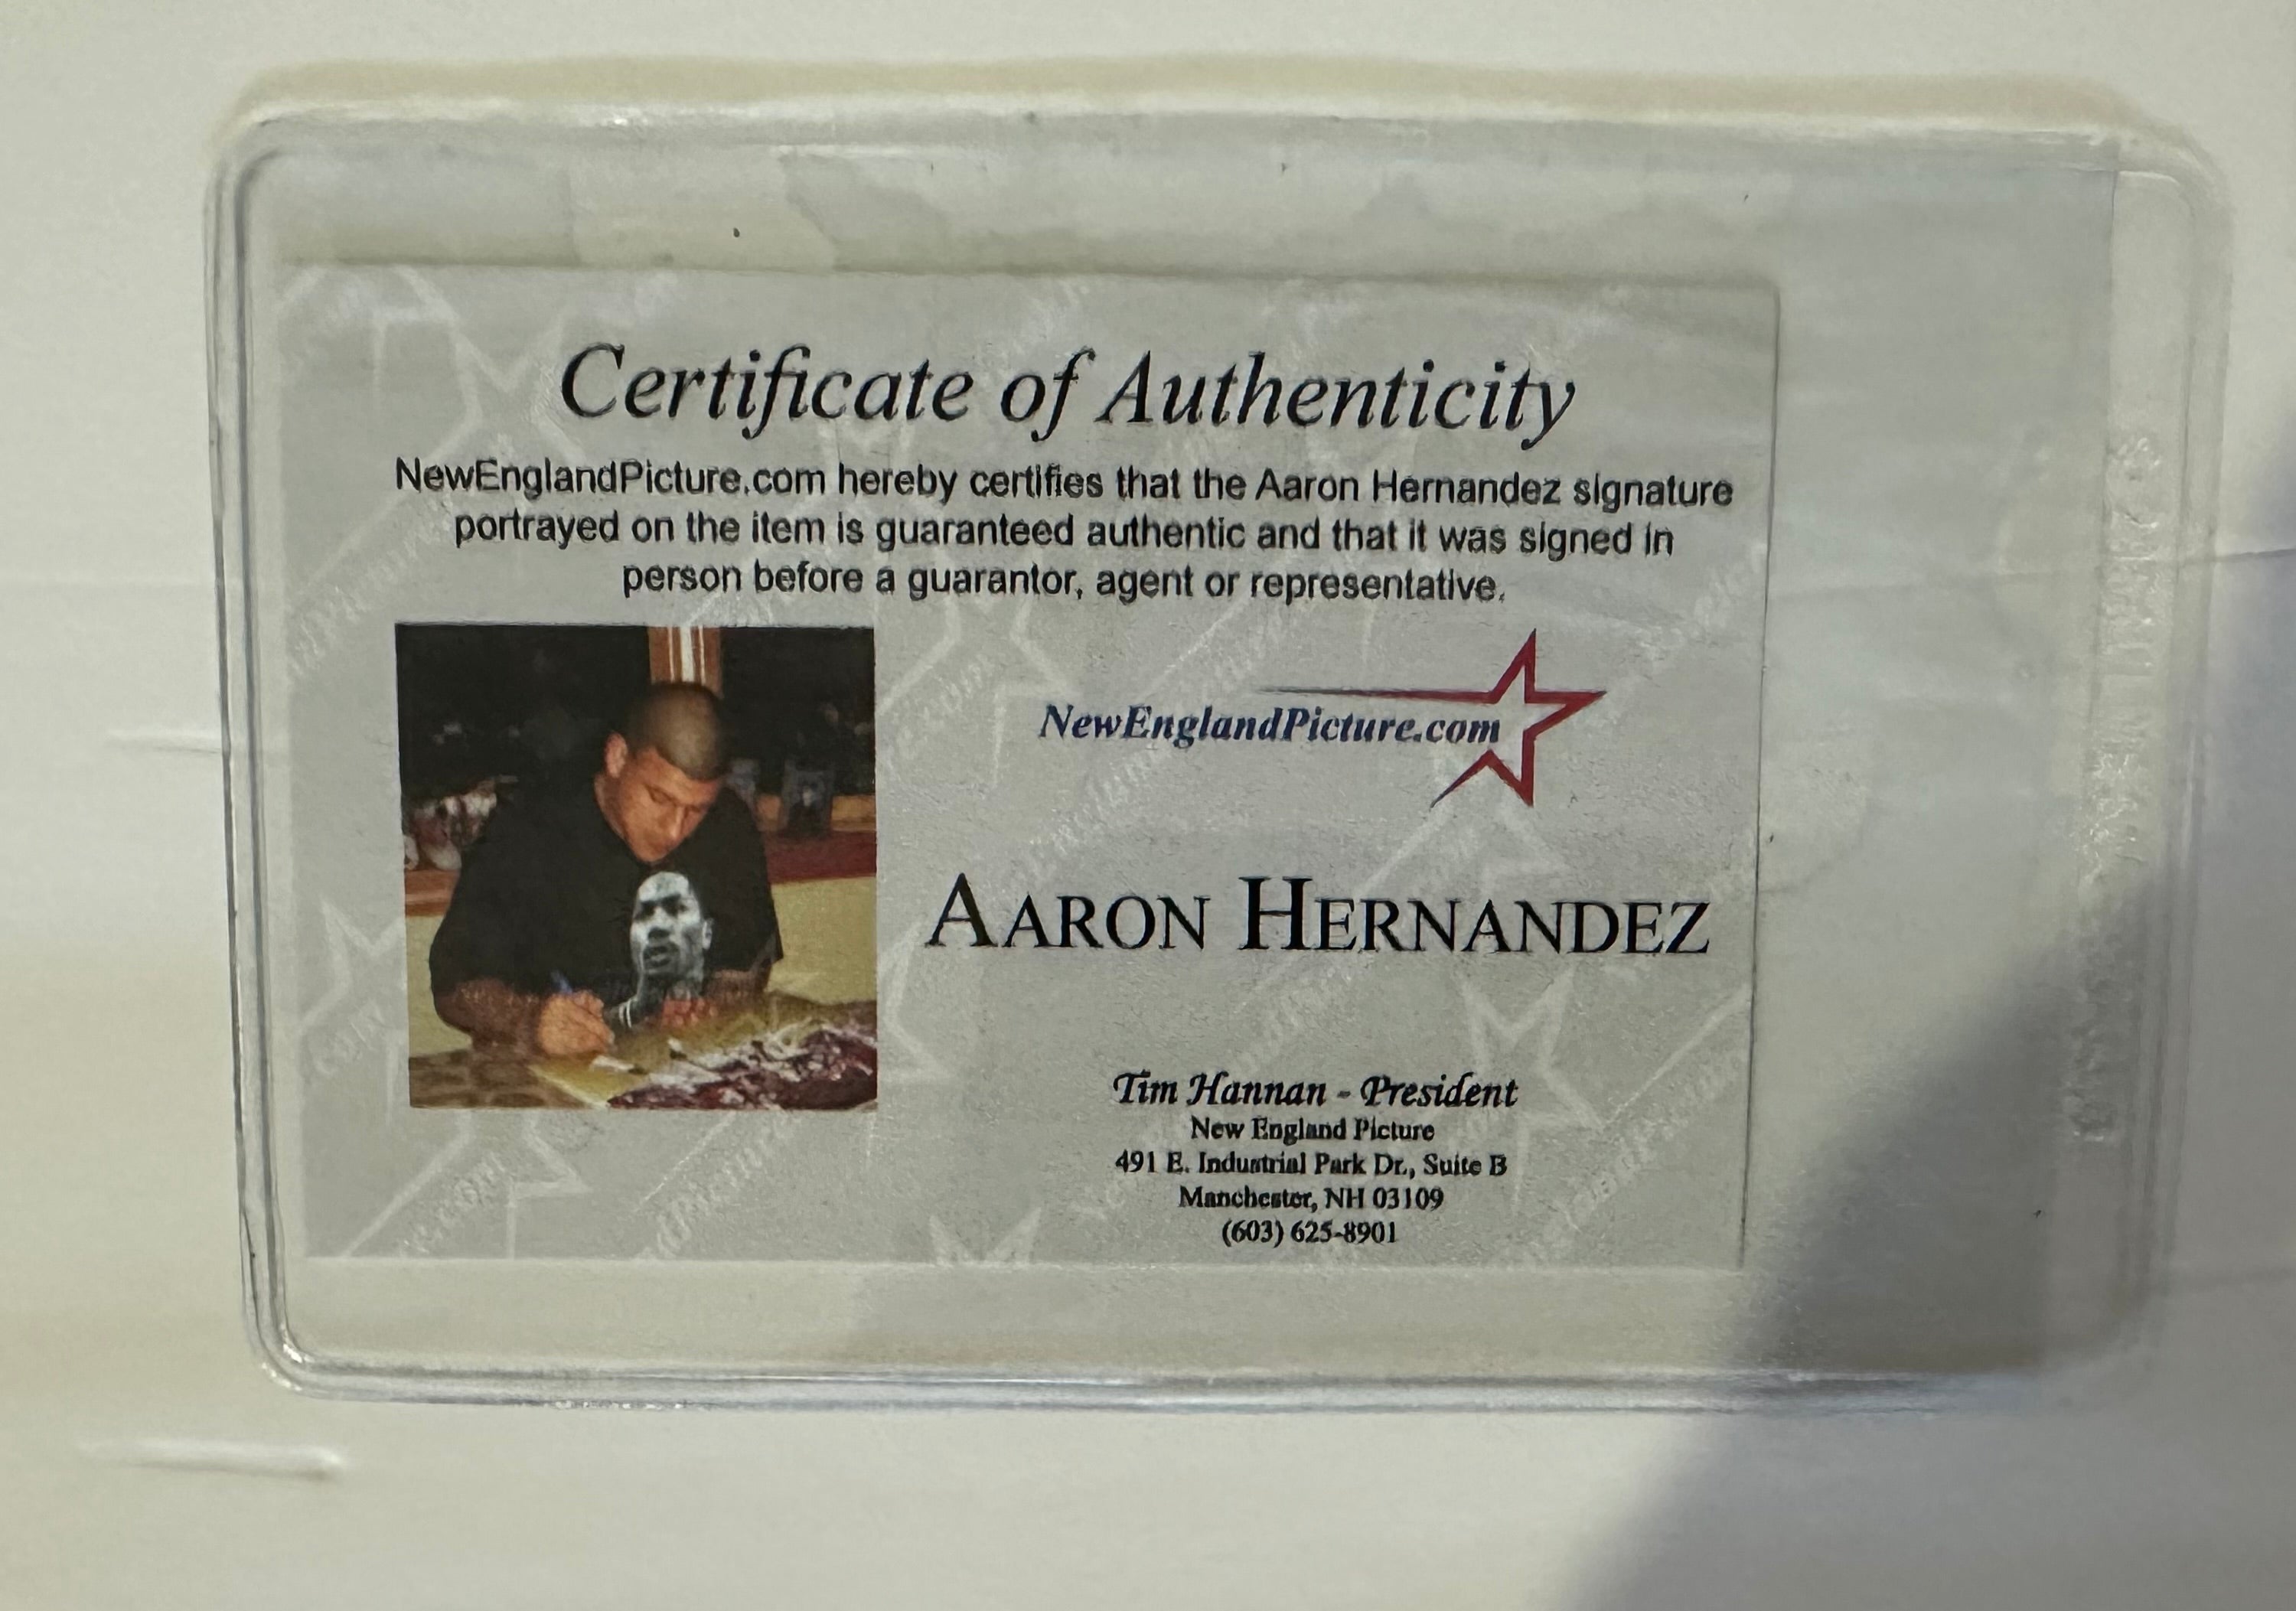 Certificate of Authenticity
NewEnglandPicture.com hereby certifies that the Aaron Hernandez signature
portrayed on the item is guaranteed authentic and that it was signed in
person before a guarantor, agent or representative.
NewEnglandPicture.com
AARON HERNANDEZ
Tim Hannan - President
New England Picture
491 E. Industrial Park Dr., Suite B
Manchester, NH 03109
(603) 625-8901